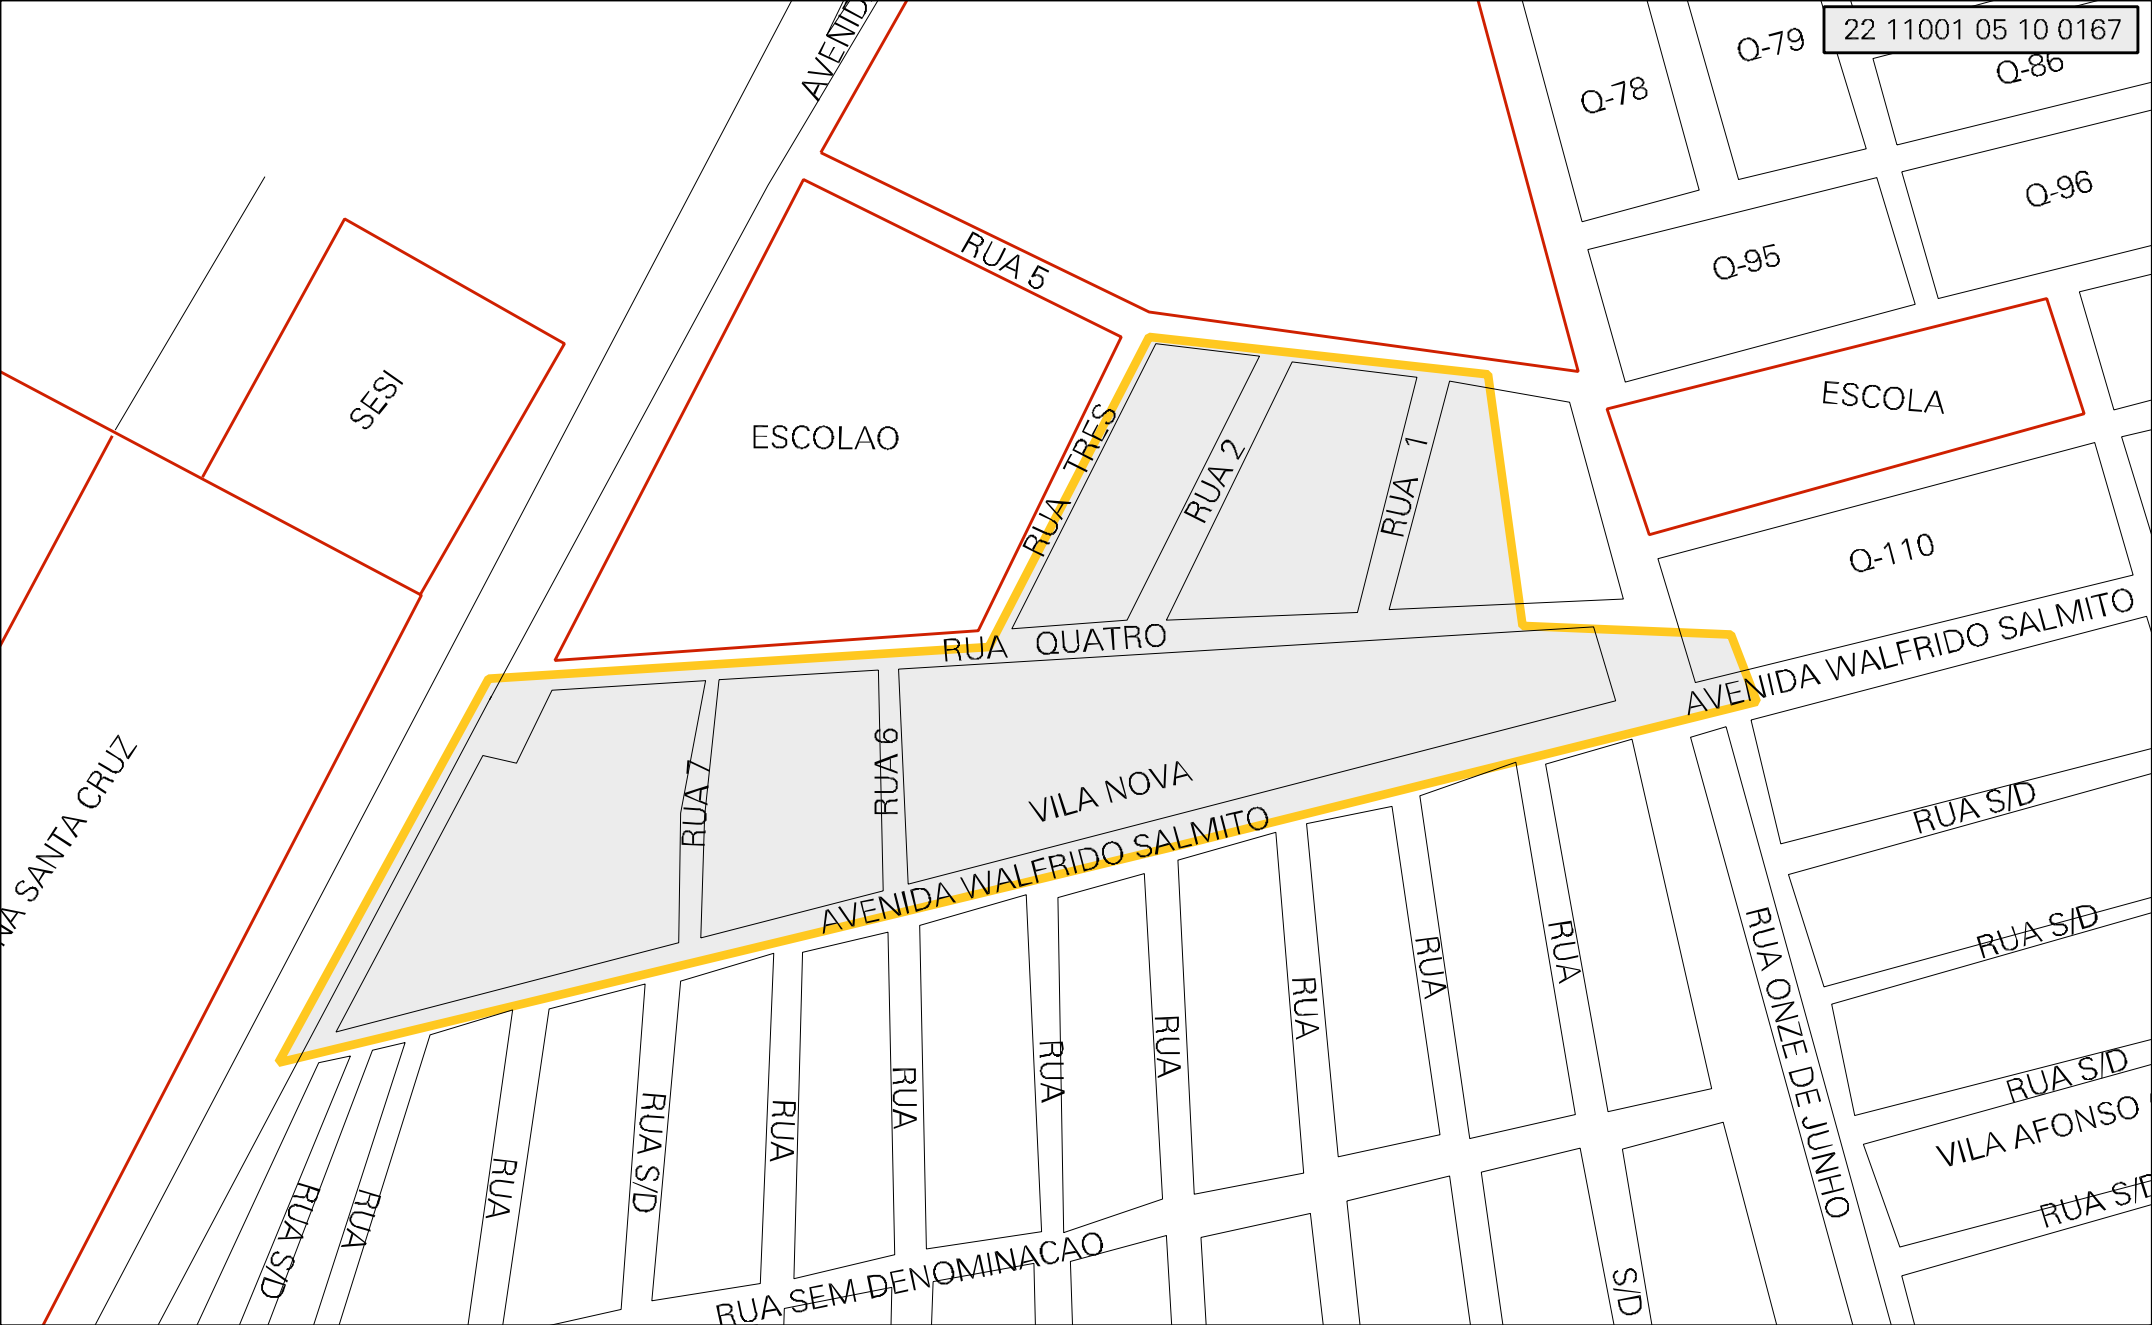 AVENID
22 11001 05 10 0167
Q-79
Q-86
Q-78
Q-96
Q-95
RUA 5
SESI
ESCOLA
ESCOLAO
RUA TRES
RUA 2
RUA 1
Q-110
RUA QUATRO
AVENIDA WALFRIDO SALMITO
RUA 7
RUA 6
VILA NOVA
AVENIDA WALFRIDO SALMITO
NA SANTA CRUZ
RUA S/D
RUA S/D
RUA ONZE DE JUNHO
RUA
RUA
RUA
RUA
RUA
RUA
RUA
RUA S/D
RUA
RUA
RUA S/D
RUA S/D
VILA AFONSO
RUA S/D
S/D
RUA SEM DENOMINACAO